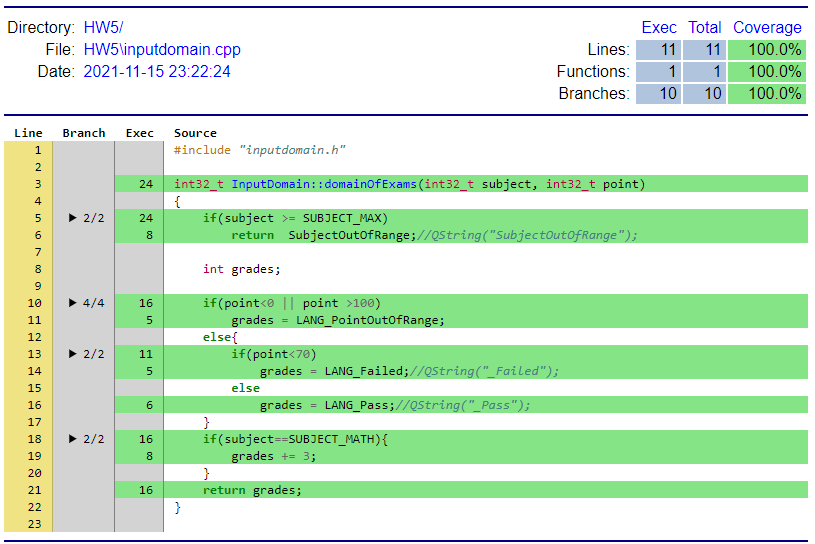 Directory: HW5/
File: HW5\inputdomain.cpp
Date: 2021-11-15 23:22:24
Exec Total Coverage
Lines: 11 11 100.0%
Functions: 1 1 100.0%
Branches: 10 10 100.0%
Line Branch Exec Source
1 #include "inputdomain.h"
2
3 24 int32_t InputDomain::domainOfExams(int32_t subject, int32_t point)
4 {
5 ▶ 2/2 24 if(subject >= SUBJECT_MAX)
6 8 return  SubjectOutOfRange;//QString("SubjectOutOfRange");
7
8 int grades;
9
10 ▶ 4/4 16 if(point<0 || point >100)
11 5 grades = LANG_PointOutOfRange;
12 else{
13 ▶ 2/2 11 if(point<70)
14 5 grades = LANG_Failed;//QString("_Failed");
15 else
16 6 grades = LANG_Pass;//QString("_Pass");
17 }
18 ▶ 2/2 16 if(subject==SUBJECT_MATH){
19 8 grades += 3;
20 }
21 16 return grades;
22 }
23